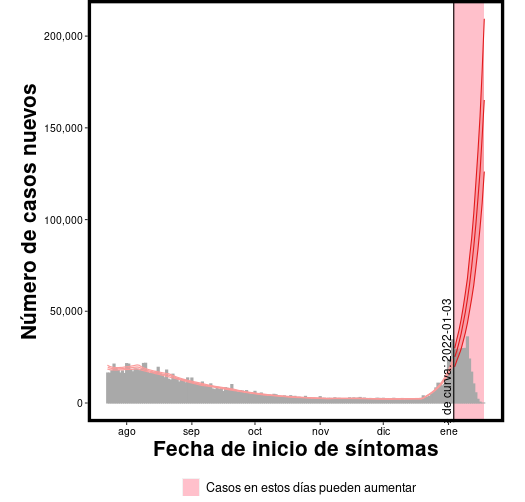 Número de casos nuevos
200,000
150,000
100,000
50,000
0
de curva: 2022-01-03
ago sep oct nov dic ene
Fecha de inicio de síntomas
Casos en estos días pueden aumentar